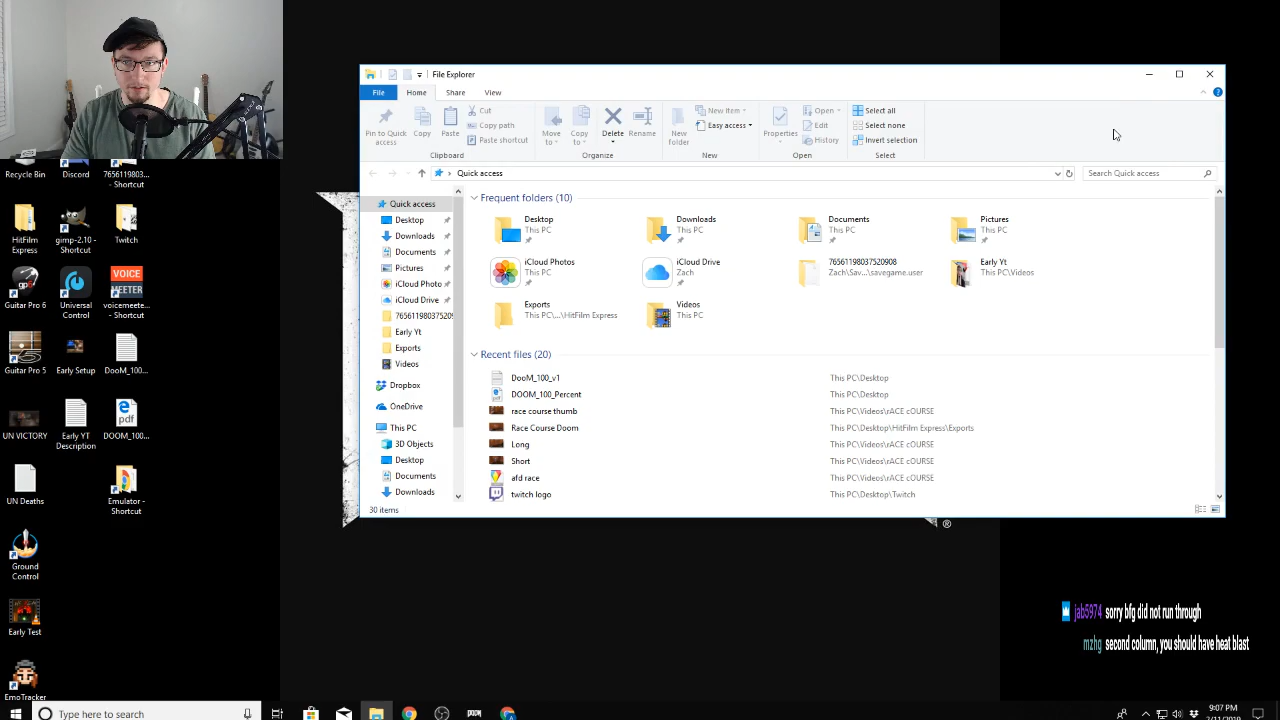 File Explorer
File Home Share View
Pin to Quick access
Copy
Paste
Cut
Copy path
Paste shortcut
Clipboard
Move to
Copy to
Delete
Rename
Organize
New folder
New item
Easy access
New
Properties
Open
Edit
History
Open
Select all
Select none
Invert selection
Select
Quick access
Search Quick access
Quick access
Desktop
Downloads
Documents
Pictures
iCloud Photo
iCloud Drive
7656119803752​09
Early Yt
Exports
Videos
Dropbox
OneDrive
This PC
3D Objects
Desktop
Documents
Downloads
Frequent folders (10)
Desktop
This PC
Downloads
This PC
Documents
This PC
Pictures
This PC
iCloud Photos
This PC
iCloud Drive
Zach
76561198037520908
Zach\Sav...\savegame.user
Early Yt
This PC\Videos
Exports
This PC\...\HitFilm Express
Videos
This PC
Recent files (20)
DooM_100_v1 This PC\Desktop
DOOM_100_Percent This PC\Desktop
race course thumb This PC\Videos\rACE cOURSE
Race Course Doom This PC\Desktop\HitFilm Express\Exports
Long This PC\Videos\rACE cOURSE
Short This PC\Videos\rACE cOURSE
afd race This PC\Videos\rACE cOURSE
twitch logo This PC\Desktop\Twitch
30 items
Recycle Bin
Discord
7656119803... - Shortcut
HitFilm Express
gimp-2.10 - Shortcut
Twitch
Guitar Pro 6
Universal Control
VOICE MEETER
voicemeete... - Shortcut
Guitar Pro 5
Early Setup
DooM_100...
UN VICTORY
Early YT Description
pdf
DOOM_100...
UN Deaths
Emulator - Shortcut
Ground Control
Early Test
EmoTracker
®
jab5974 sorry bfg did not run through
mzhg second column, you should have heat blast
Type here to search
DOOM
9:07 PM